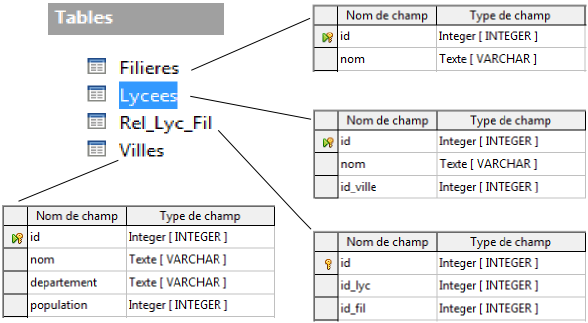 Tables
Filieres
Lycees
Rel_Lyc_Fil
Villes
Nom de champ Type de champ
id Integer [ INTEGER ]
nom Texte [ VARCHAR ]
Nom de champ Type de champ
id Integer [ INTEGER ]
nom Texte [ VARCHAR ]
id_ville Integer [ INTEGER ]
Nom de champ Type de champ
id Integer [ INTEGER ]
nom Texte [ VARCHAR ]
departement Texte [ VARCHAR ]
population Integer [ INTEGER ]
Nom de champ Type de champ
id Integer [ INTEGER ]
id_lyc Integer [ INTEGER ]
id_fil Integer [ INTEGER ]